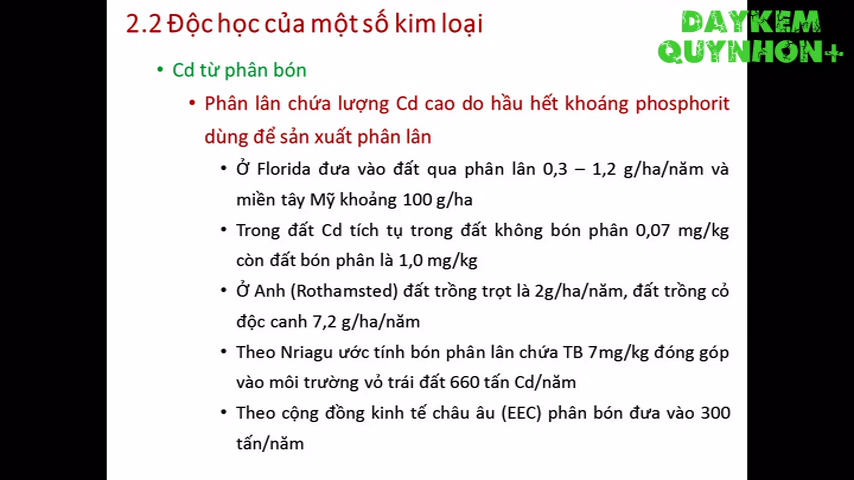 2.2 Độc học của một số kim loại
DAYKEM
QUYNHON+
• Cd từ phân bón
• Phân lân chứa lượng Cd cao do hầu hết khoáng phosphorit
dùng để sản xuất phân lân
• Ở Florida đưa vào đất qua phân lân 0,3 – 1,2 g/ha/năm và
miền tây Mỹ khoảng 100 g/ha
• Trong đất Cd tích tụ trong đất không bón phân 0,07 mg/kg
còn đất bón phân là 1,0 mg/kg
• Ở Anh (Rothamsted) đất trồng trọt là 2g/ha/năm, đất trồng cỏ
độc canh 7,2 g/ha/năm
• Theo Nriagu ước tính bón phân lân chứa TB 7mg/kg đóng góp
vào môi trường vỏ trái đất 660 tấn Cd/năm
• Theo cộng đồng kinh tế châu âu (EEC) phân bón đưa vào 300
tấn/năm